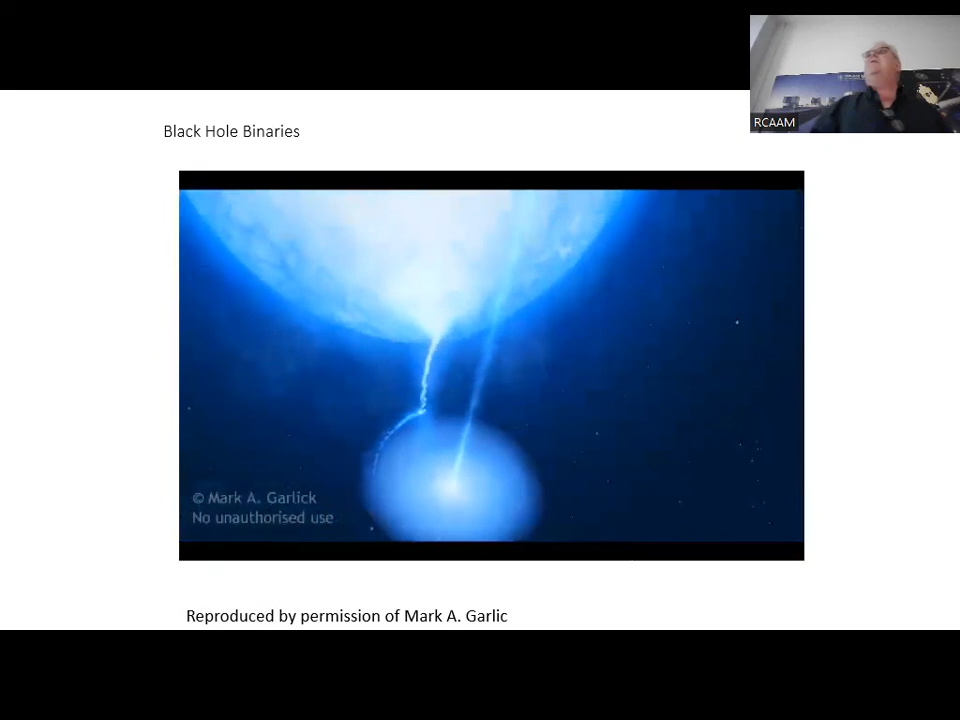 Black Hole Binaries
RCAAM
© Mark A. Garlick
No unauthorised use
Reproduced by permission of Mark A. Garlic